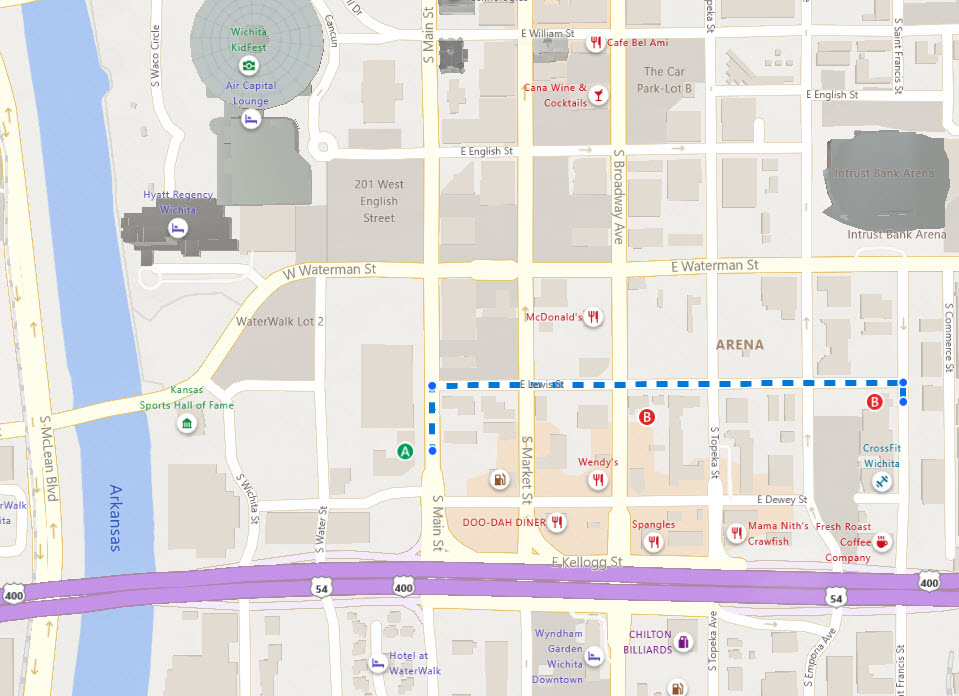 S Main St
E William St
Cafe Bel Ami
Wichita
KidFest
Cancun
S Waco Circle
Air Capital
Lounge
Cana Wine &
Cocktails
The Car
Park-Lot B
E English St
S Saint Francis St
E English St
S Broadway Ave
Intrust Bank Arena
Intrust Bank Arena
201 West
English
Street
Hyatt Regency
Wichita
W Waterman St
E Waterman St
WaterWalk Lot 2
McDonald's
ARENA
S Commerce St
E Lewis St
Kansas
Sports Hall of Fame
B
B
A
S McLean Blvd
Arkansas
S Wichita St
S Water St
S Main St
S Market St
S Topeka St
Wendy's
CrossFit
Wichita
E Dewey St
DOO-DAH DINER
Spangles
Mama Nith's
Crawfish
Fresh Roast
Coffee
Company
E Kellogg St
400
54
400
54
400
Hotel at
WaterWalk
Wyndham
Garden
Wichita
Downtown
CHILTON
BILLIARDS
S Topeka Ave
S Emporia Ave
Francis St